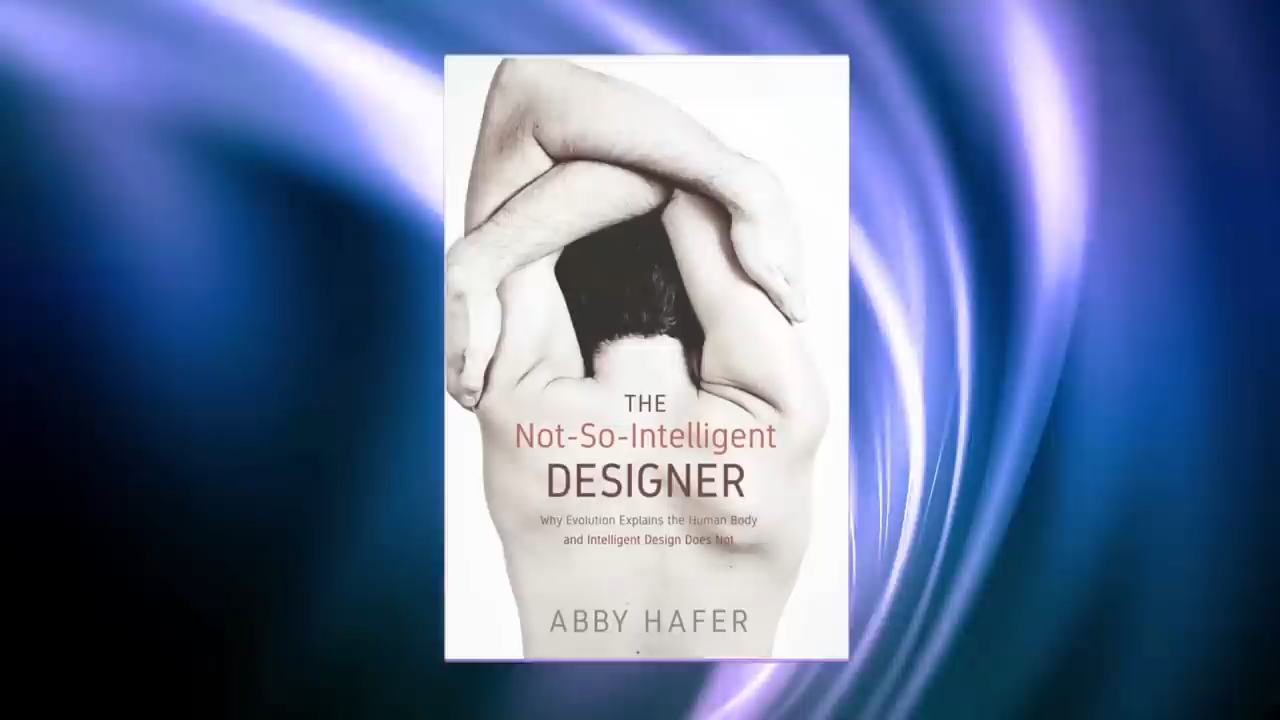 THE
Not-So-Intelligent
DESIGNER
Why Evolution Explains the Human Body
and Intelligent Design Does Not
ABBY HAFER